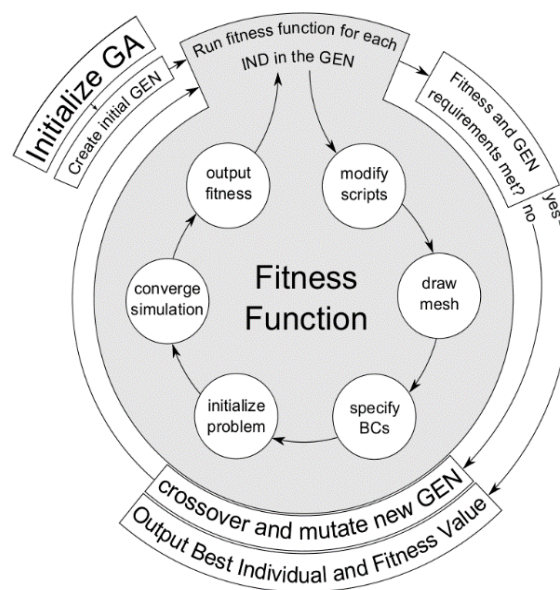 Initialize GA
Create initial GEN
Run fitness function for each
IND in the GEN
Fitness and GEN
requirements met?
no
yes
modify
scripts
draw
mesh
specify
BCs
initialize
problem
converge
simulation
output
fitness
Fitness
Function
crossover and mutate new GEN
Output Best Individual and Fitness Value